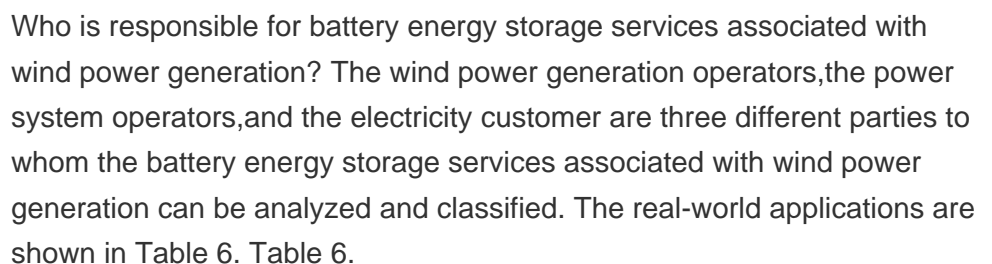 Who is responsible for battery energy storage services associated with
wind power generation? The wind power generation operators,the power
system operators,and the electricity customer are three different parties to
whom the battery energy storage services associated with wind power
generation can be analyzed and classified. The real-world applications are
shown in Table 6. Table 6.